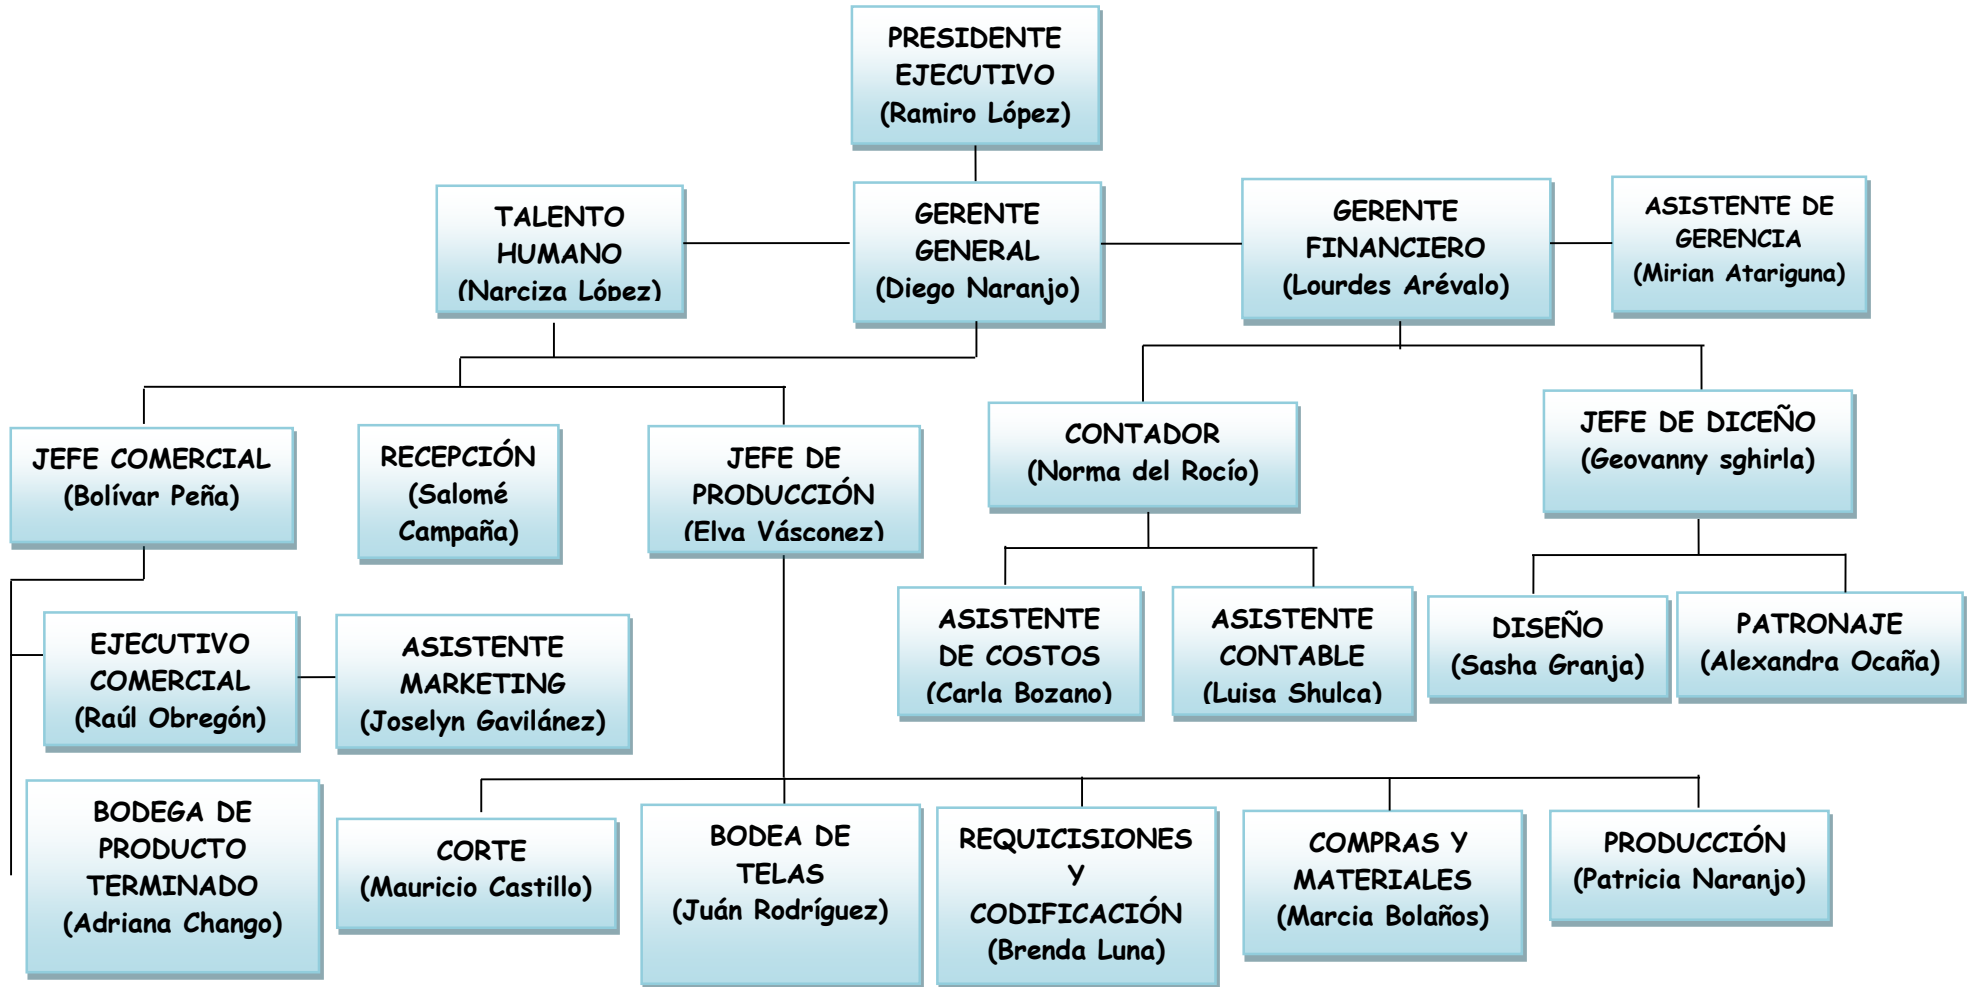 PRESIDENTE
EJECUTIVO
(Ramiro López)
TALENTO
HUMANO
(Narciza López)
GERENTE
GENERAL
(Diego Naranjo)
GERENTE
FINANCIERO
(Lourdes Arévalo)
ASISTENTE DE
GERENCIA
(Mirian Atariguna)
JEFE COMERCIAL
(Bolívar Peña)
RECEPCIÓN
(Salomé
Campaña)
JEFE DE
PRODUCCIÓN
(Elva Vásconez)
CONTADOR
(Norma del Rocío)
JEFE DE DICEÑO
(Geovanny sghirla)
EJECUTIVO
COMERCIAL
(Raúl Obregón)
ASISTENTE
MARKETING
(Joselyn Gavilánez)
ASISTENTE
DE COSTOS
(Carla Bozano)
ASISTENTE
CONTABLE
(Luisa Shulca)
DISEÑO
(Sasha Granja)
PATRONAJE
(Alexandra Ocaña)
BODEGA DE
PRODUCTO
TERMINADO
(Adriana Chango)
CORTE
(Mauricio Castillo)
BODEA DE
TELAS
(Juán Rodríguez)
REQUICISIONES
Y
CODIFICACIÓN
(Brenda Luna)
COMPRAS Y
MATERIALES
(Marcia Bolaños)
PRODUCCIÓN
(Patricia Naranjo)